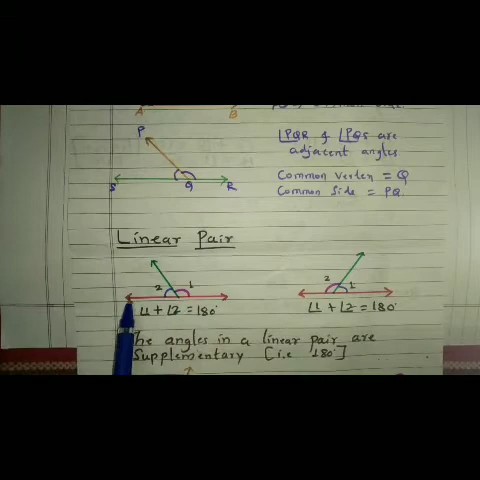 A
B
P
∠PQR & ∠PQS are
adjacent angles
S
Q
R
Common vertex = Q
Common Side = PQ.
Linear Pair
2
1
2
1
∠1 + ∠2 = 180°
∠1 + ∠2 = 180°
he angles in a linear pair are
Supplementary [i.e 180°]